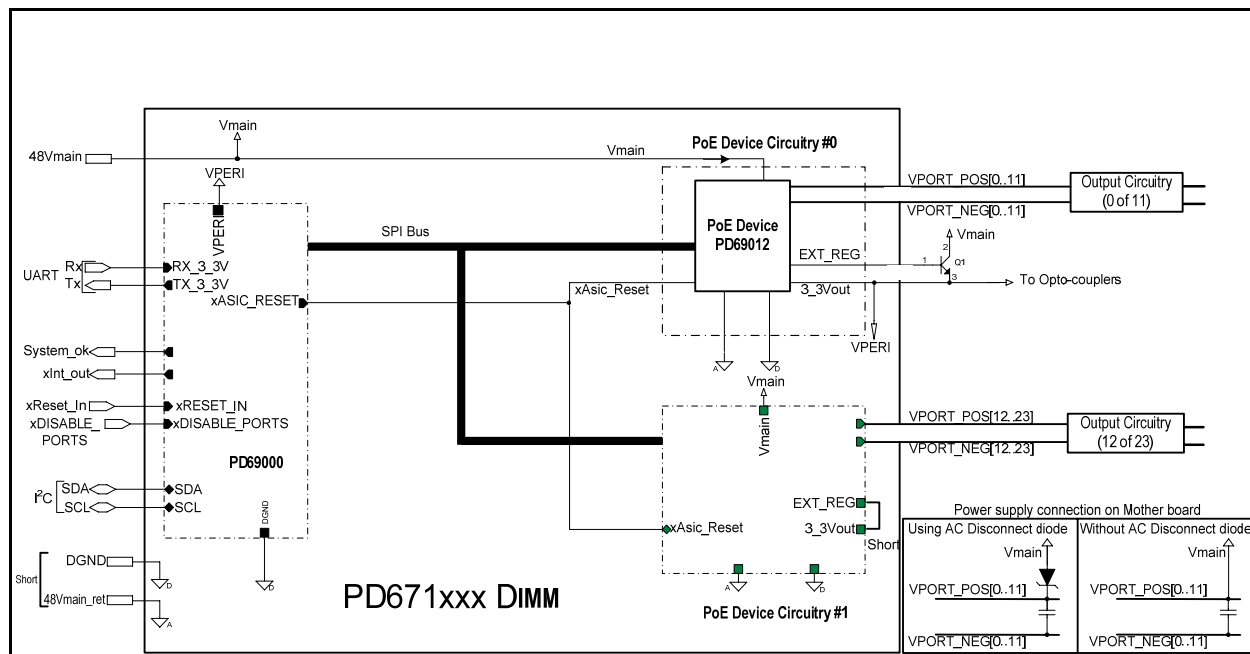 Vmain
48Vmain
Vmain
PoE Device Circuitry #0
VPERI
VPERI
PoE Device
PD69012
VPORT_POS[0..11]
VPORT_NEG[0..11]
Output Circuitry
(0 of 11)
SPI Bus
Vmain
EXT_REG
1
2
3
Q1
UART
Rx
Tx
RX_3_3V
TX_3_3V
xASIC_RESET
xAsic_Reset
3_3Vout
To Opto-couplers
VPERI
System_ok
xInt_out
A
D
Vmain
xReset_In
xRESET_IN
xDISABLE_
PORTS
xDISABLE_PORTS
Vmain
VPORT_POS[12..23]
VPORT_NEG[12..23]
Output Circuitry
(12 of 23)
PD69000
I²C
SDA
SCL
SDA
SCL
DGND
EXT_REG
xAsic_Reset
3_3Vout
Short
Power supply connection on Mother board
Using AC Disconnect diode
Without AC Disconnect diode
Short
DGND
D
48Vmain_ret
A
D
A
D
PD671xxx DIMM
PoE Device Circuitry #1
Vmain
Vmain
VPORT_POS[0..11]
VPORT_POS[0..11]
VPORT_NEG[0..11]
VPORT_NEG[0..11]